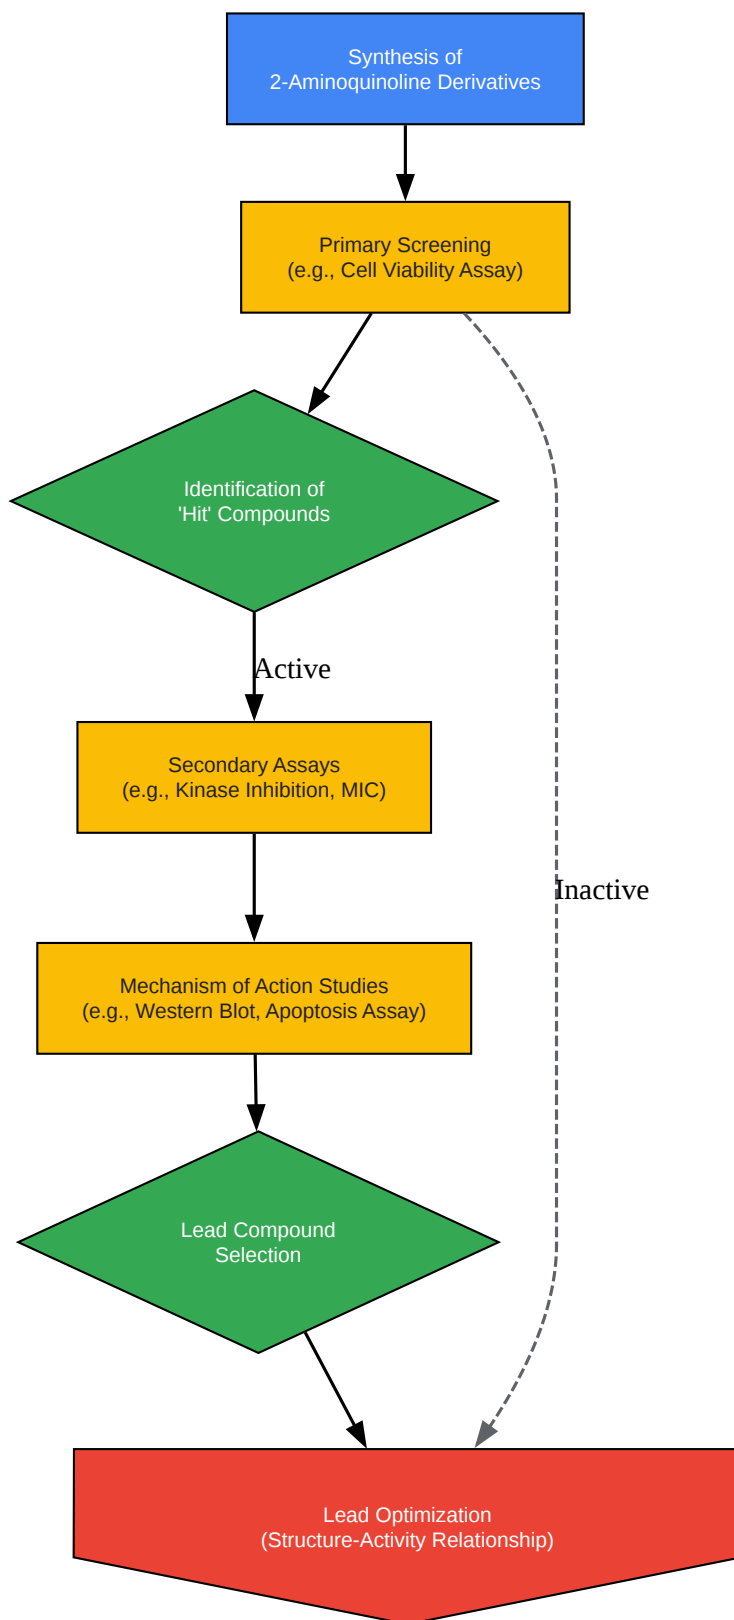 Synthesis of
2-Aminoquinoline Derivatives
Primary Screening
(e.g., Cell Viability Assay)
Identification of
'Hit' Compounds
Active
Secondary Assays
(e.g., Kinase Inhibition, MIC)
Inactive
Mechanism of Action Studies
(e.g., Western Blot, Apoptosis Assay)
Lead Compound
Selection
Lead Optimization
(Structure-Activity Relationship)